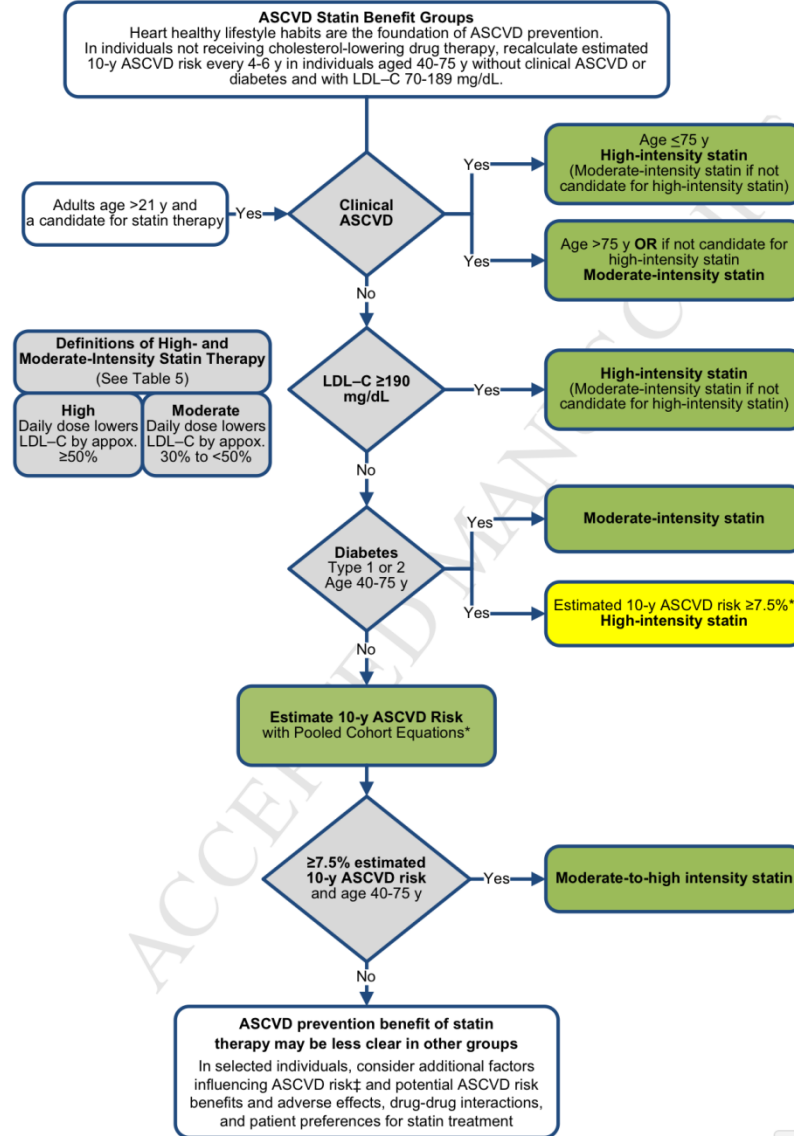 ASCVD Statin Benefit Groups
Heart healthy lifestyle habits are the foundation of ASCVD prevention.
In individuals not receiving cholesterol-lowering drug therapy, recalculate estimated
10-y ASCVD risk every 4-6 y in individuals aged 40-75 y without clinical ASCVD or
diabetes and with LDL–C 70-189 mg/dL.
Adults age >21 y and
a candidate for statin therapy
Yes
Clinical
ASCVD
Yes
Age ≤75 y
High-intensity statin
(Moderate-intensity statin if not
candidate for high-intensity statin)
Yes
Age >75 y OR if not candidate for
high-intensity statin
Moderate-intensity statin
No
Definitions of High- and
Moderate-Intensity Statin Therapy
(See Table 5)
High
Daily dose lowers
LDL–C by appox.
≥50%
Moderate
Daily dose lowers
LDL–C by appox.
30% to <50%
LDL–C ≥190
mg/dL
Yes
High-intensity statin
(Moderate-intensity statin if not
candidate for high-intensity statin)
No
Diabetes
Type 1 or 2
Age 40-75 y
Yes
Moderate-intensity statin
Yes
Estimated 10-y ASCVD risk ≥7.5%*
High-intensity statin
No
Estimate 10-y ASCVD Risk
with Pooled Cohort Equations*
≥7.5% estimated
10-y ASCVD risk
and age 40-75 y
Yes
Moderate-to-high intensity statin
No
ASCVD prevention benefit of statin
therapy may be less clear in other groups
In selected individuals, consider additional factors
influencing ASCVD risk‡ and potential ASCVD risk
benefits and adverse effects, drug-drug interactions,
and patient preferences for statin treatment